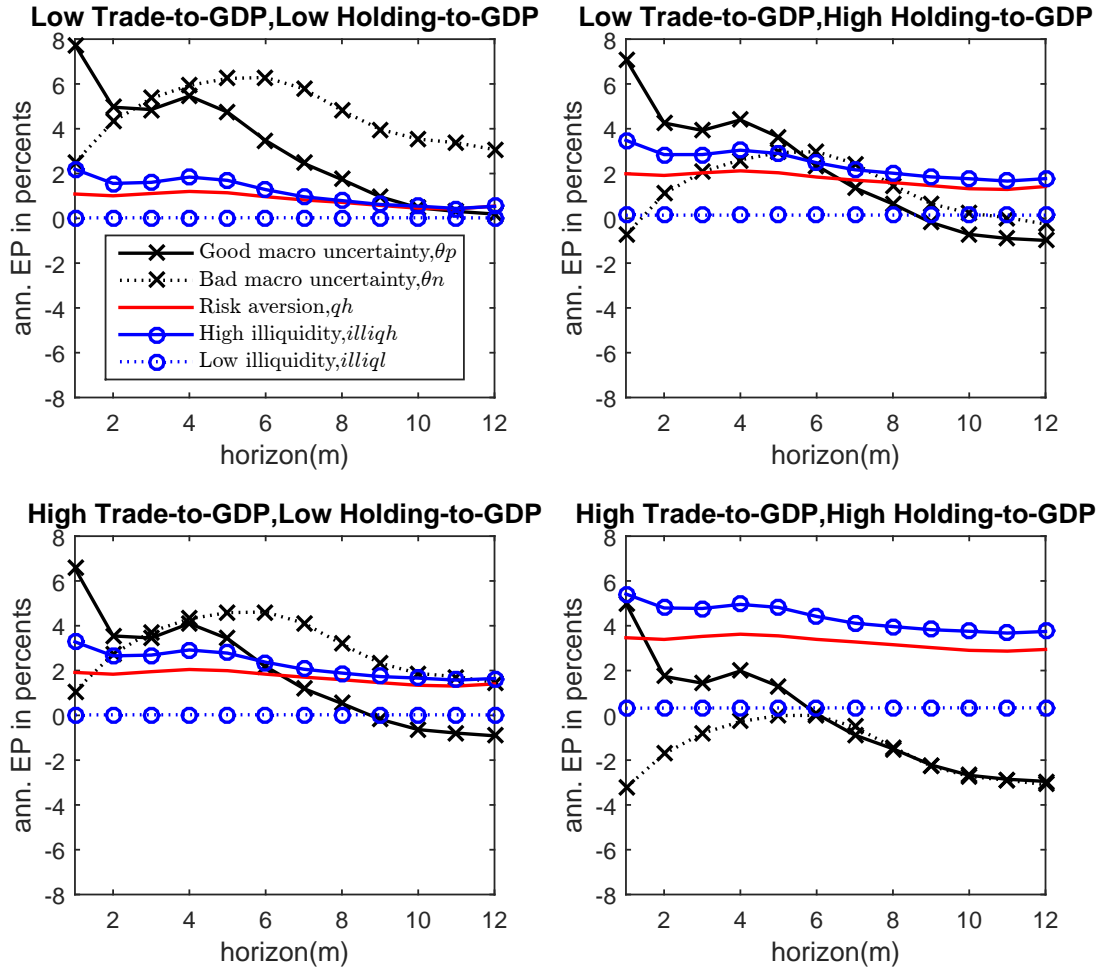 Low Trade-to-GDP,Low Holding-to-GDP
8
6
4
2
0
-2
-4
-6
-8
ann. EP in percents
Good macro uncertainty,θp
Bad macro uncertainty,θn
Risk aversion,qh
High illiquidity,illiqh
Low illiquidity,illiql
2 4 6 8 10 12
horizon(m)
Low Trade-to-GDP,High Holding-to-GDP
8
6
4
2
0
-2
-4
-6
-8
ann. EP in percents
2 4 6 8 10 12
horizon(m)
High Trade-to-GDP,Low Holding-to-GDP
8
6
4
2
0
-2
-4
-6
-8
ann. EP in percents
2 4 6 8 10 12
horizon(m)
High Trade-to-GDP,High Holding-to-GDP
8
6
4
2
0
-2
-4
-6
-8
ann. EP in percents
2 4 6 8 10 12
horizon(m)